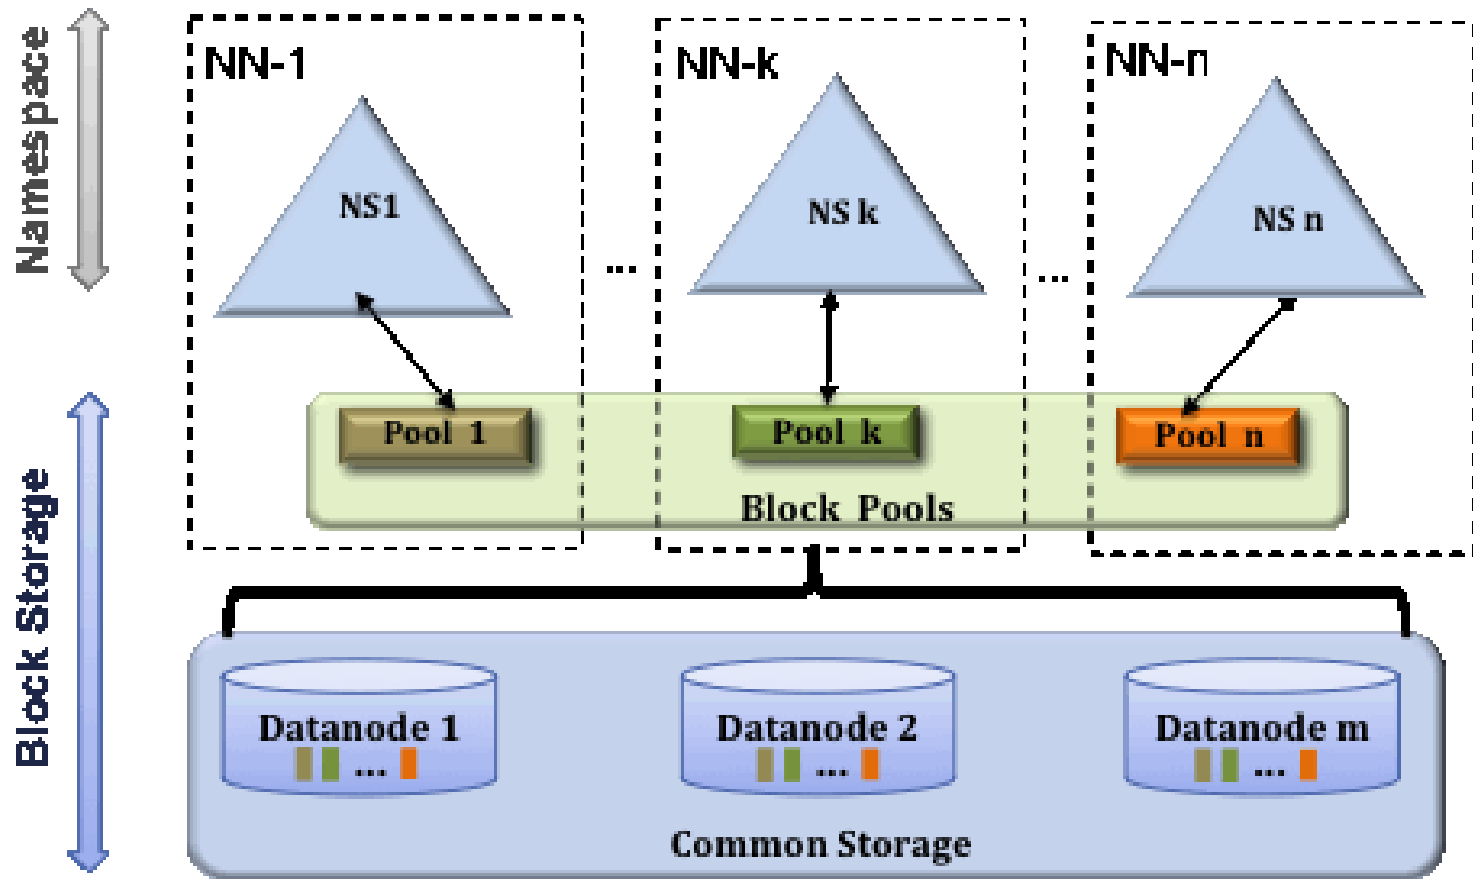 Namespace
NN-1
NN-k
NN-n
NS1
NS k
NS n
...
...
Pool 1
Pool k
Pool n
Block Pools
Block Storage
Datanode 1
...
Datanode 2
...
Datanode m
...
Common Storage